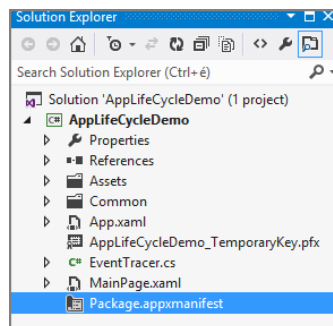 Solution Explorer
Search Solution Explorer (Ctrl+é)
Solution 'AppLifeCycleDemo' (1 project)
C# AppLifeCycleDemo
Properties
References
Assets
Common
App.xaml
AppLifeCycleDemo_TemporaryKey.pfx
C# EventTracer.cs
MainPage.xaml
Package.appxmanifest